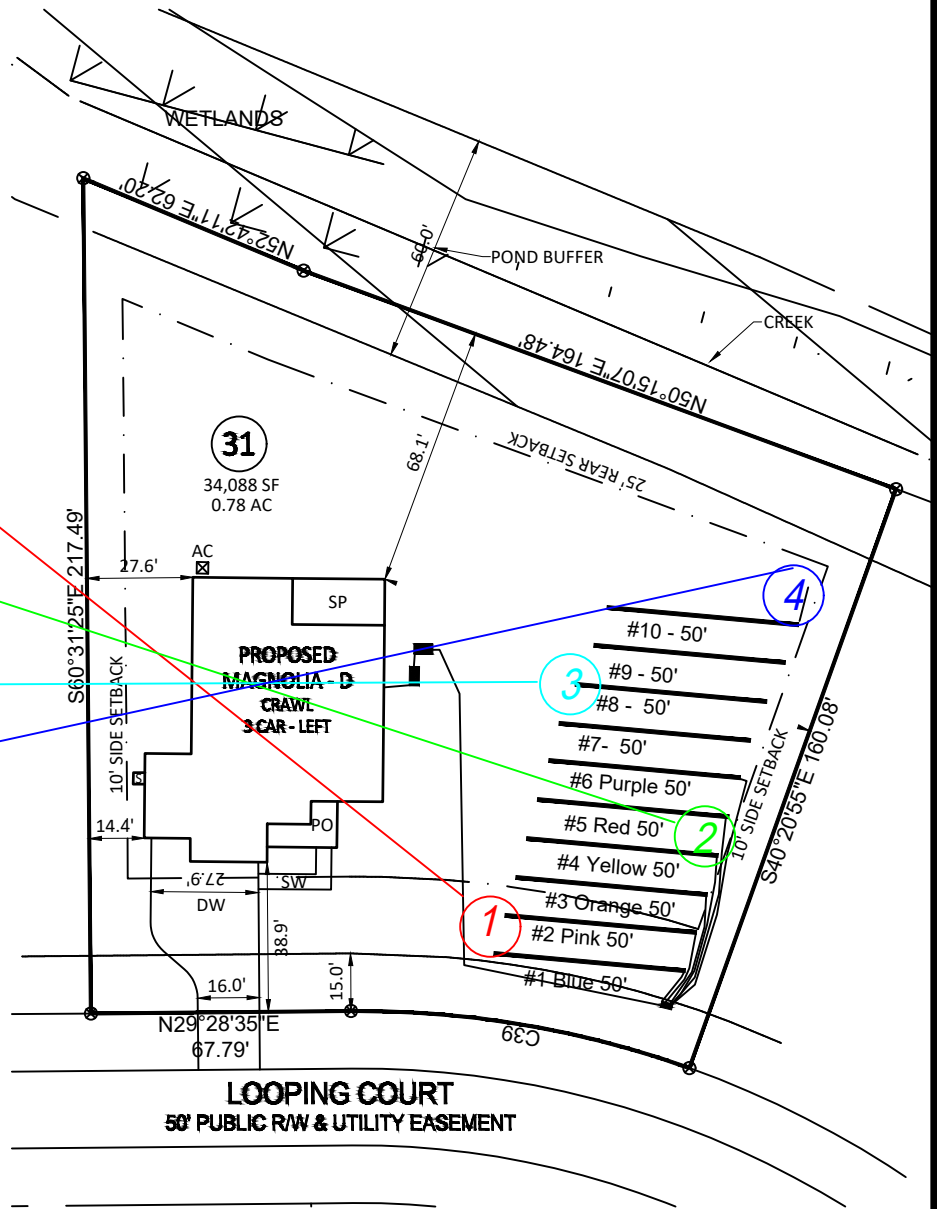 WETLANDS
N52°42'11"E 62.20'
60.0'
POND BUFFER
CREEK
N50°15'07"E 164.48'
25' REAR SETBACK
68.1'
31
34,088 SF
0.78 AC
S60°31'25"E 217.49'
27.6'
AC
SP
10' SIDE SETBACK
PROPOSED
MAGNOLIA - D
CRAWL
3 CAR - LEFT
S
14.4'
PO
27.9'
SW
DW
38.9'
16.0'
15.0'
N29°28'35"E
67.79'
C39
4
#10 - 50'
#9 - 50'
3
#8 - 50'
#7- 50'
#6 Purple 50'
#5 Red 50'
2
#4 Yellow 50'
#3 Orange 50'
1
#2 Pink 50'
#1 Blue 50'
10' SIDE SETBACK
S40°20'55"E 160.08'
LOOPING COURT
50' PUBLIC R/W & UTILITY EASEMENT